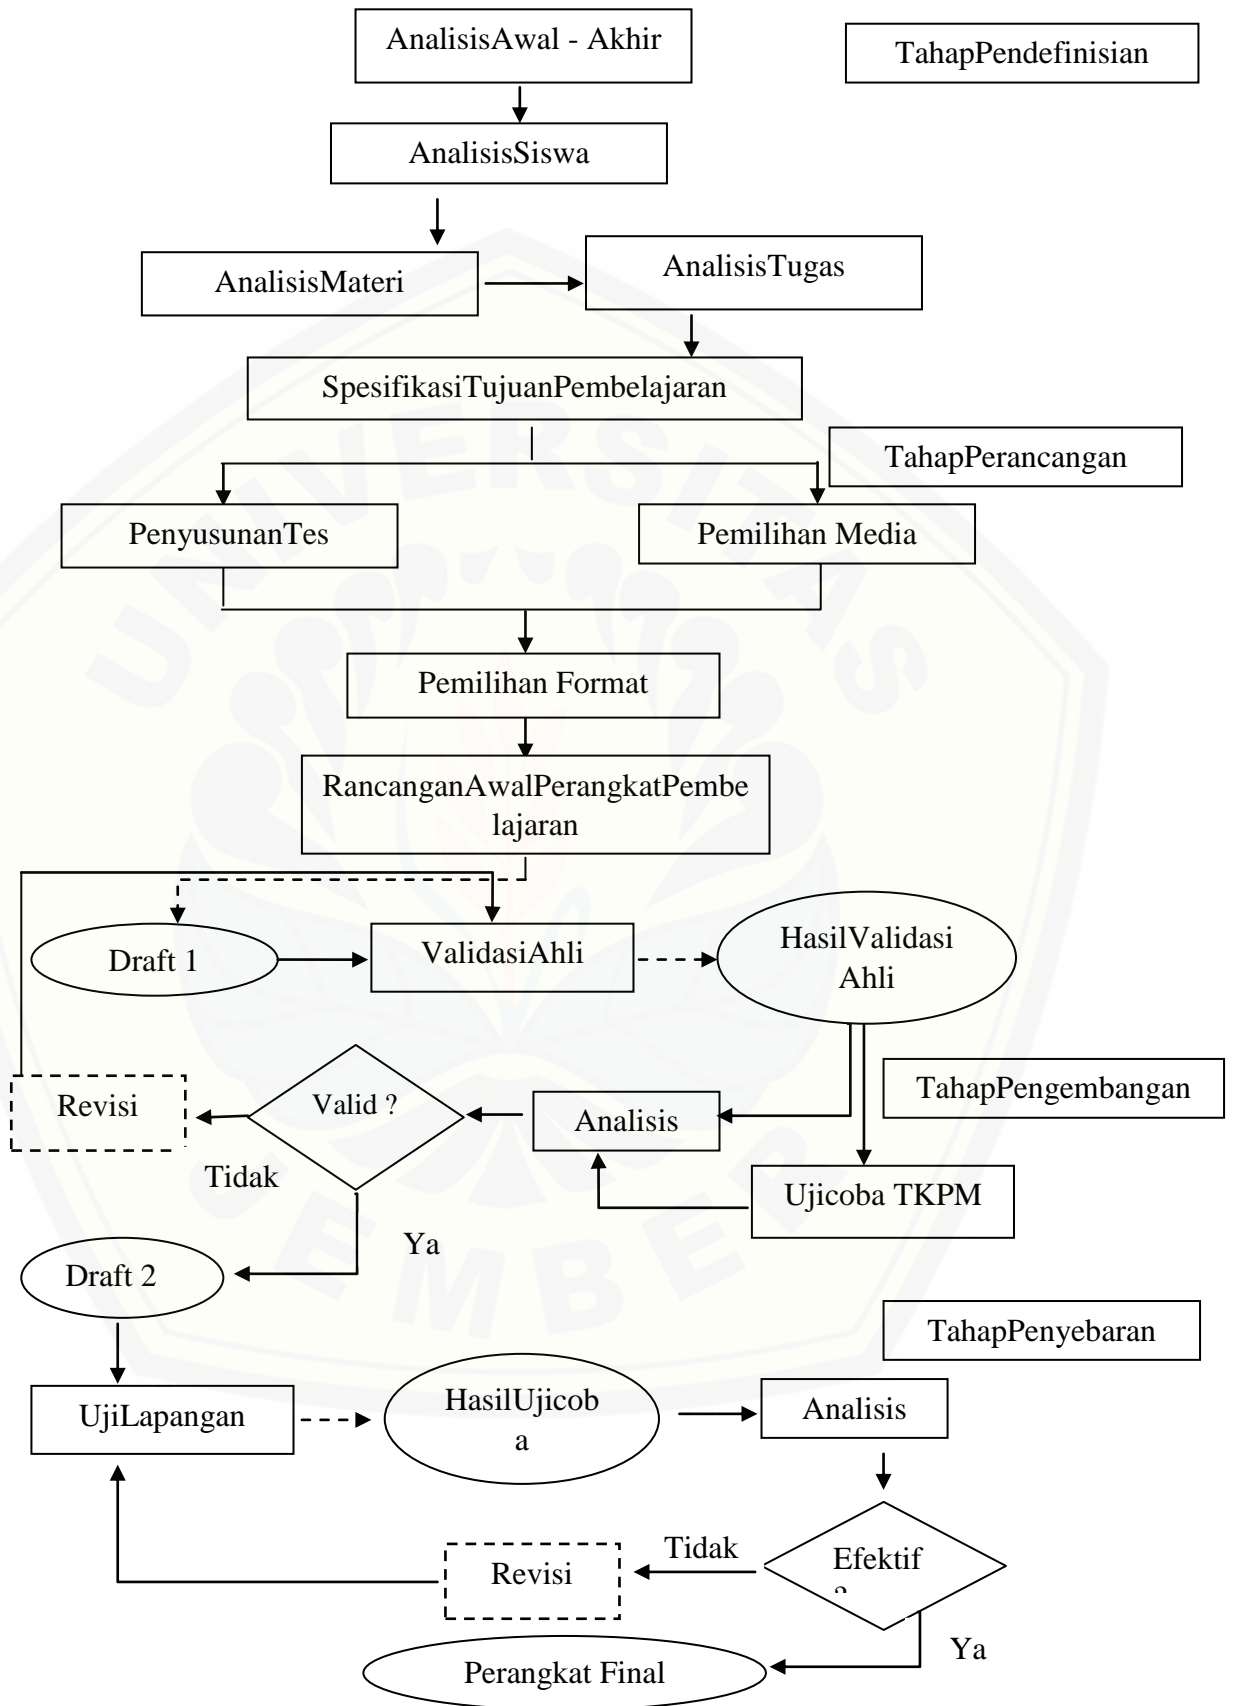 AnalisisAwal - Akhir
TahapPendefinisian
AnalisisSiswa
AnalisisMateri
AnalisisTugas
SpesifikasiTujuanPembelajaran
TahapPerancangan
PenyusunanTes
Pemilihan Media
Pemilihan Format
RancanganAwalPerangkatPembe
lajaran
Draft 1
ValidasiAhli
HasilValidasi
Ahli
Revisi
Valid ?
Analisis
TahapPengembangan
Tidak
Ujicoba TKPM
Ya
Draft 2
TahapPenyebaran
UjiLapangan
HasilUjicob
a
Analisis
Tidak
Revisi
Efektif
?
Ya
Perangkat Final
UNIVERSITAS
JEMBER